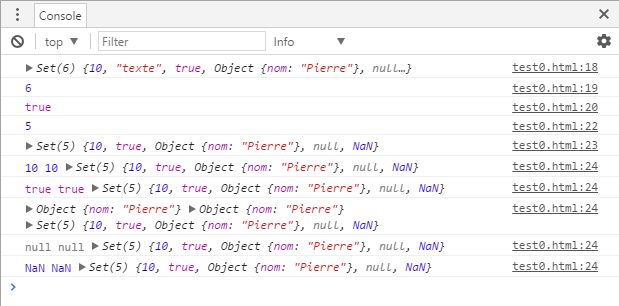 Console
top Filter Info
Set(6) {10, "texte", true, Object {nom: "Pierre"}, null…} test0.html:18
6 test0.html:19
true test0.html:20
5 test0.html:22
Set(5) {10, true, Object {nom: "Pierre"}, null, NaN} test0.html:23
10 10 Set(5) {10, true, Object {nom: "Pierre"}, null, NaN} test0.html:24
true true Set(5) {10, true, Object {nom: "Pierre"}, null, NaN} test0.html:24
Object {nom: "Pierre"} Object {nom: "Pierre"} test0.html:24
Set(5) {10, true, Object {nom: "Pierre"}, null, NaN}
null null Set(5) {10, true, Object {nom: "Pierre"}, null, NaN} test0.html:24
NaN NaN Set(5) {10, true, Object {nom: "Pierre"}, null, NaN} test0.html:24